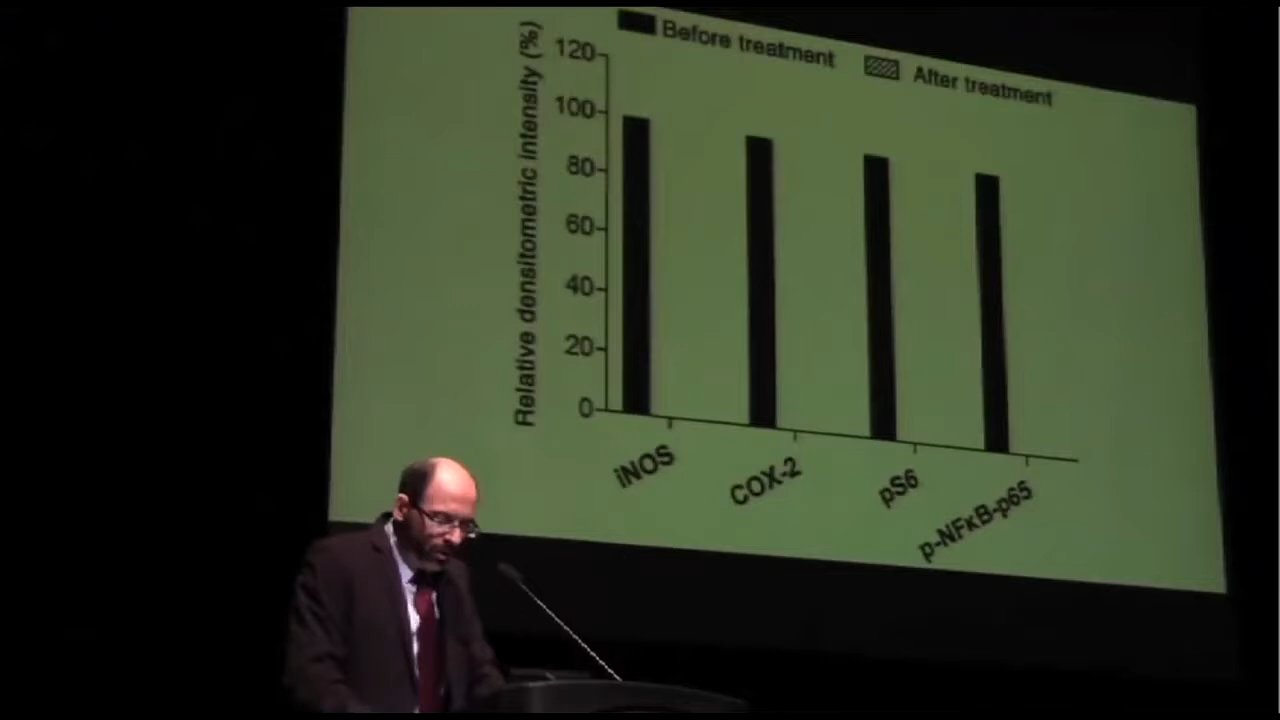 Before treatment
After treatment
Relative densitometric intensity (%)
120
100
80
60
40
20
0
iNOS
COX-2
pS6
p-NFκB-p65